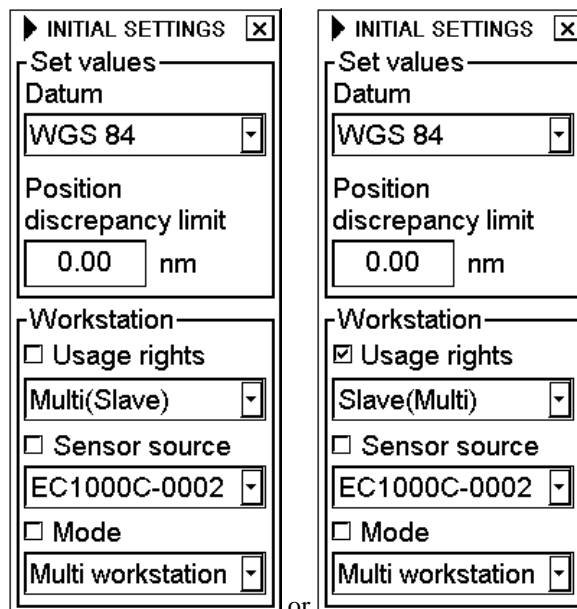 INITIAL SETTINGS
Set values
Datum
WGS 84
Position
discrepancy limit
0.00 nm
Workstation
Usage rights
Multi(Slave)
Sensor source
EC1000C-0002
Mode
Multi workstation
or
INITIAL SETTINGS
Set values
Datum
WGS 84
Position
discrepancy limit
0.00 nm
Workstation
Usage rights
Slave(Multi)
Sensor source
EC1000C-0002
Mode
Multi workstation